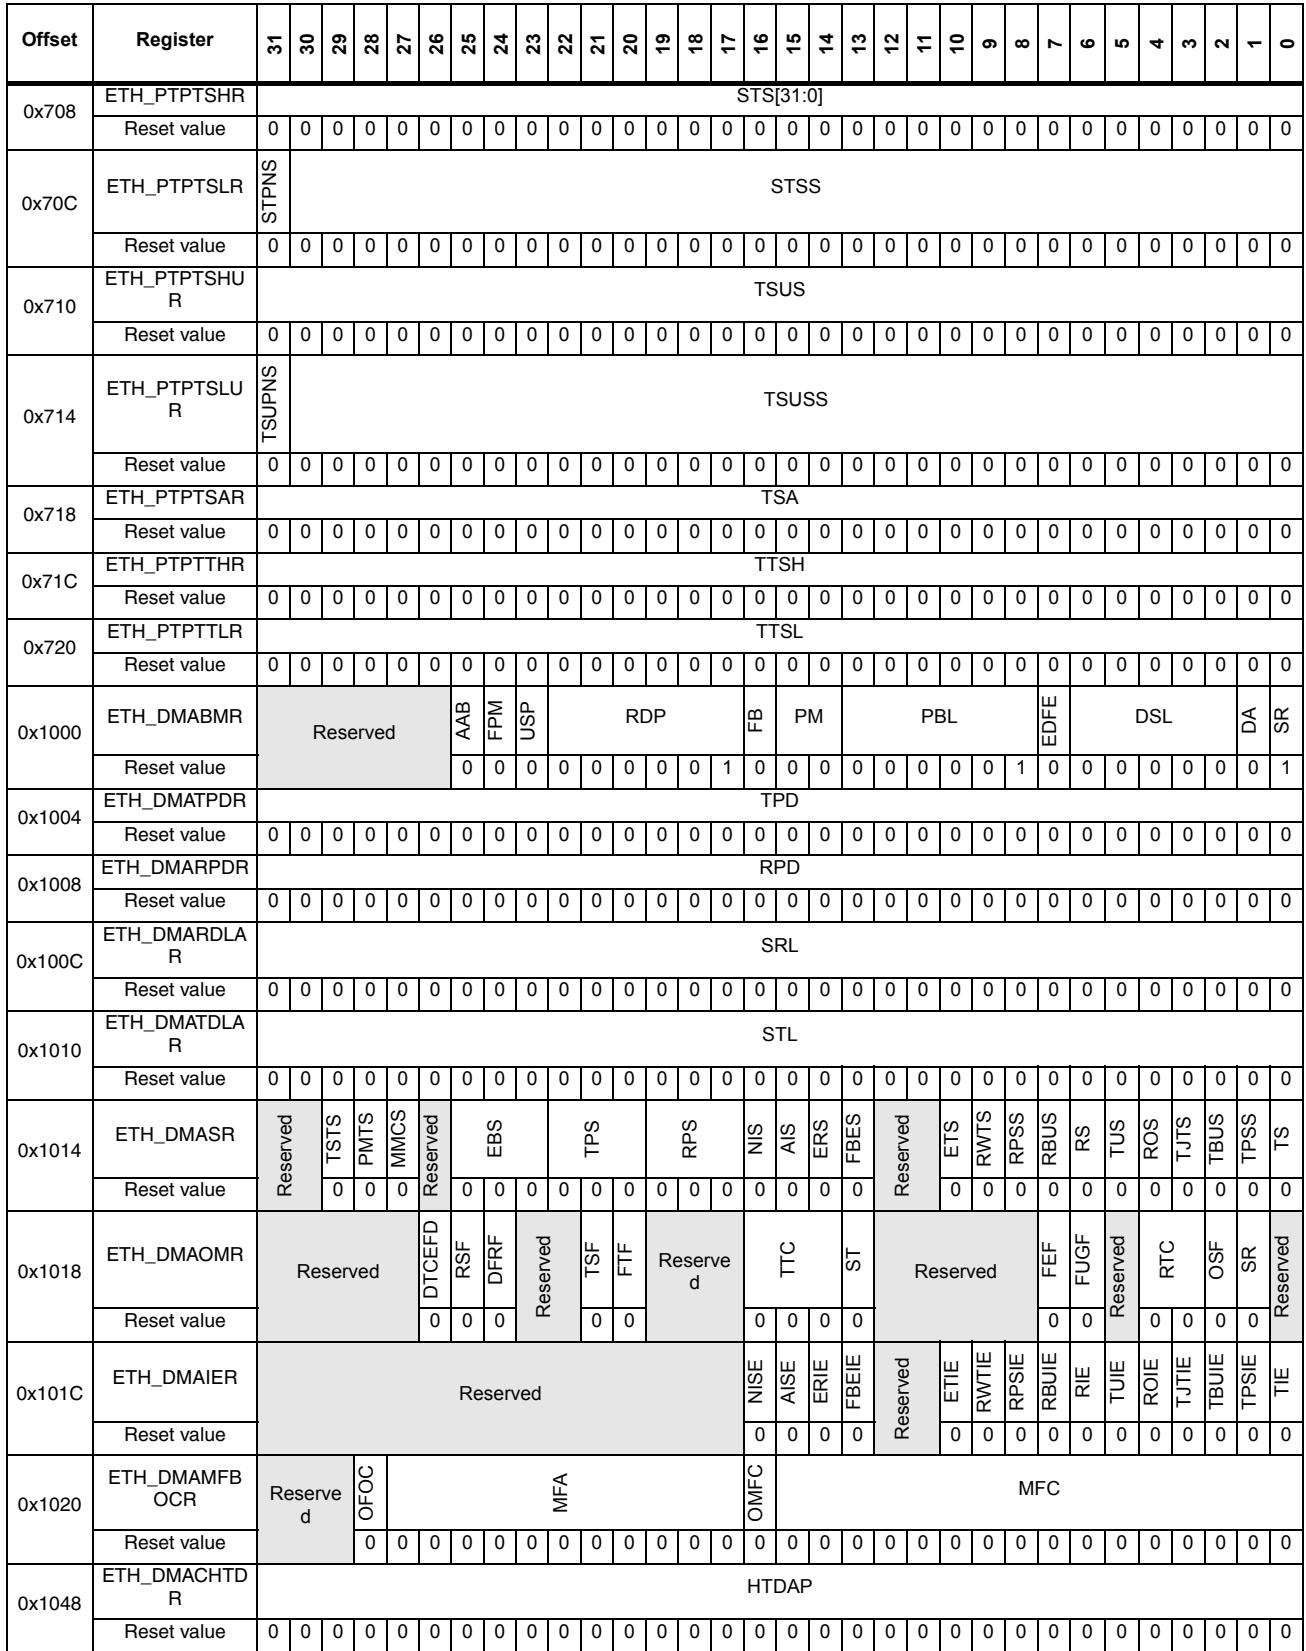 Offset Register 31 30 29 28 27 26 25 24 23 22 21 20 19 18 17 16 15 14 13 12 11 10 9 8 7 6 5 4 3 2 1 0
0x708 ETH_PTPTSHR STS[31:0]
Reset value 0 0 0 0 0 0 0 0 0 0 0 0 0 0 0 0 0 0 0 0 0 0 0 0 0 0 0 0 0 0 0 0
0x70C ETH_PTPTSLR STPNS STSS
Reset value 0 0 0 0 0 0 0 0 0 0 0 0 0 0 0 0 0 0 0 0 0 0 0 0 0 0 0 0 0 0 0 0
0x710 ETH_PTPTSHU
R TSUS
Reset value 0 0 0 0 0 0 0 0 0 0 0 0 0 0 0 0 0 0 0 0 0 0 0 0 0 0 0 0 0 0 0 0
0x714 ETH_PTPTSLU
R TSUPNS TSUSS
Reset value 0 0 0 0 0 0 0 0 0 0 0 0 0 0 0 0 0 0 0 0 0 0 0 0 0 0 0 0 0 0 0 0
0x718 ETH_PTPTSAR TSA
Reset value 0 0 0 0 0 0 0 0 0 0 0 0 0 0 0 0 0 0 0 0 0 0 0 0 0 0 0 0 0 0 0 0
0x71C ETH_PTPTTHR TTSH
Reset value 0 0 0 0 0 0 0 0 0 0 0 0 0 0 0 0 0 0 0 0 0 0 0 0 0 0 0 0 0 0 0 0
0x720 ETH_PTPTTLR TTSL
Reset value 0 0 0 0 0 0 0 0 0 0 0 0 0 0 0 0 0 0 0 0 0 0 0 0 0 0 0 0 0 0 0 0
0x1000 ETH_DMABMR Reserved AAB FPM USP RDP FB PM PBL EDFE DSL DA SR
Reset value 0 0 0 0 0 0 0 0 1 0 0 0 0 0 0 0 0 1 0 0 0 0 0 0 0 1
0x1004 ETH_DMATPDR TPD
Reset value 0 0 0 0 0 0 0 0 0 0 0 0 0 0 0 0 0 0 0 0 0 0 0 0 0 0 0 0 0 0 0 0
0x1008 ETH_DMARPDR RPD
Reset value 0 0 0 0 0 0 0 0 0 0 0 0 0 0 0 0 0 0 0 0 0 0 0 0 0 0 0 0 0 0 0 0
0x100C ETH_DMARDLA
R SRL
Reset value 0 0 0 0 0 0 0 0 0 0 0 0 0 0 0 0 0 0 0 0 0 0 0 0 0 0 0 0 0 0 0 0
0x1010 ETH_DMATDLA
R STL
Reset value 0 0 0 0 0 0 0 0 0 0 0 0 0 0 0 0 0 0 0 0 0 0 0 0 0 0 0 0 0 0 0 0
0x1014 ETH_DMASR Reserved TSTS PMTS MMCS Reserved EBS TPS RPS NIS AIS ERS FBES Reserved ETS RWTS RPSS RBUS RS TUS ROS TJTS TBUS TPSS TS
Reset value 0 0 0 0 0 0 0 0 0 0 0 0 0 0 0 0 0 0 0 0 0 0 0 0 0 0 0
0x1018 ETH_DMAOMR Reserved DTCEFD RSF DFRF Reserved TSF FTF Reserve
d TTC ST Reserved FEF FUGF Reserved RTC OSF SR Reserved
Reset value 0 0 0 0 0 0 0 0 0 0 0 0 0 0 0
0x101C ETH_DMAIER Reserved NISE AISE ERIE FBEIE Reserved ETIE RWTIE RPSIE RBUIE RIE TUIE ROIE TJTIE TBUIE TPSIE TIE
Reset value 0 0 0 0 0 0 0 0 0 0 0 0 0 0 0
0x1020 ETH_DMAMFB
OCR Reserve
d OFOC MFA OMFC MFC
Reset value 0 0 0 0 0 0 0 0 0 0 0 0 0 0 0 0 0 0 0 0 0 0 0 0 0 0 0 0 0
0x1048 ETH_DMACHTD
R HTDAP
Reset value 0 0 0 0 0 0 0 0 0 0 0 0 0 0 0 0 0 0 0 0 0 0 0 0 0 0 0 0 0 0 0 0